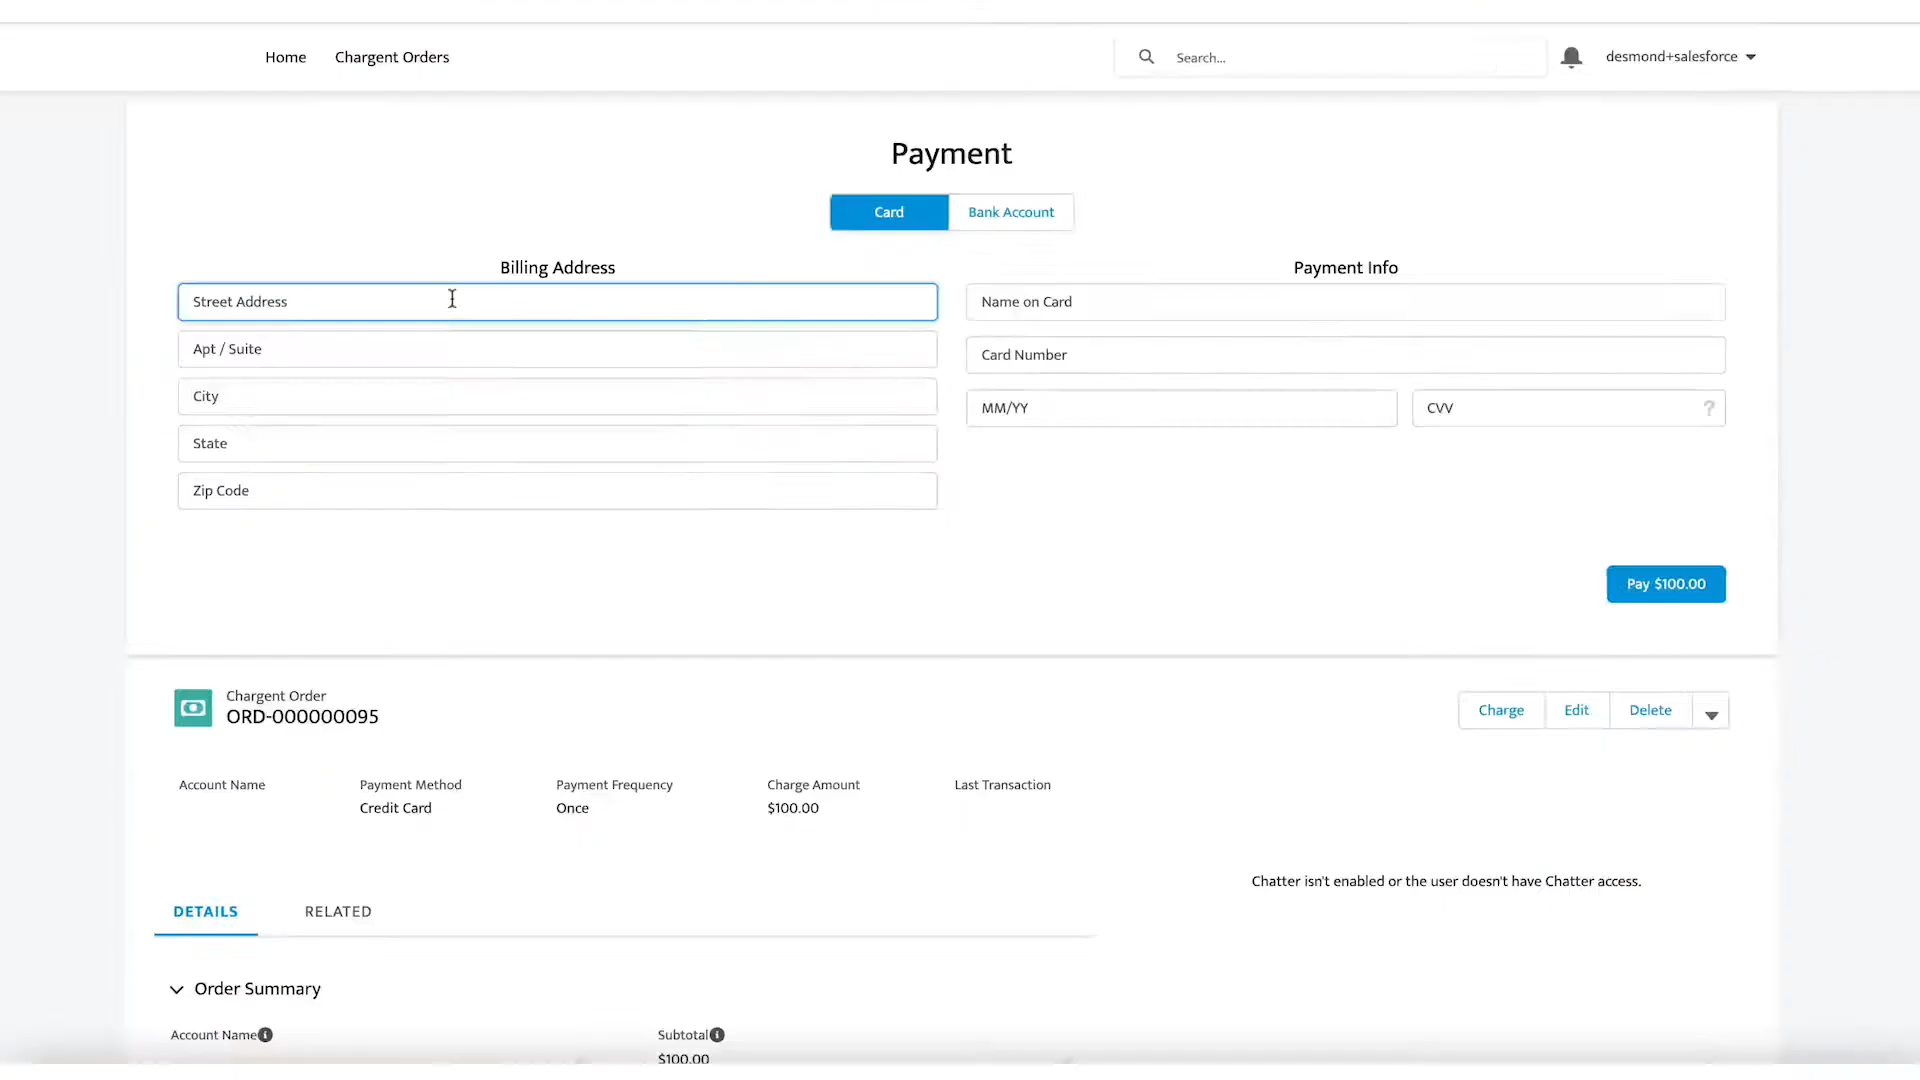 Home Chargent Orders Search... desmond+salesforce
Payment
Card Bank Account
Billing Address
Street Address
Apt / Suite
City
State
Zip Code
Payment Info
Name on Card
Card Number
MM/YY CVV ?
Pay $100.00
Chargent Order
ORD-000000095
Charge Edit Delete
Account Name Payment Method Payment Frequency Charge Amount Last Transaction
Credit Card Once $100.00
Chatter isn't enabled or the user doesn't have Chatter access.
DETAILS RELATED
Order Summary
Account Name Subtotal
$100.00